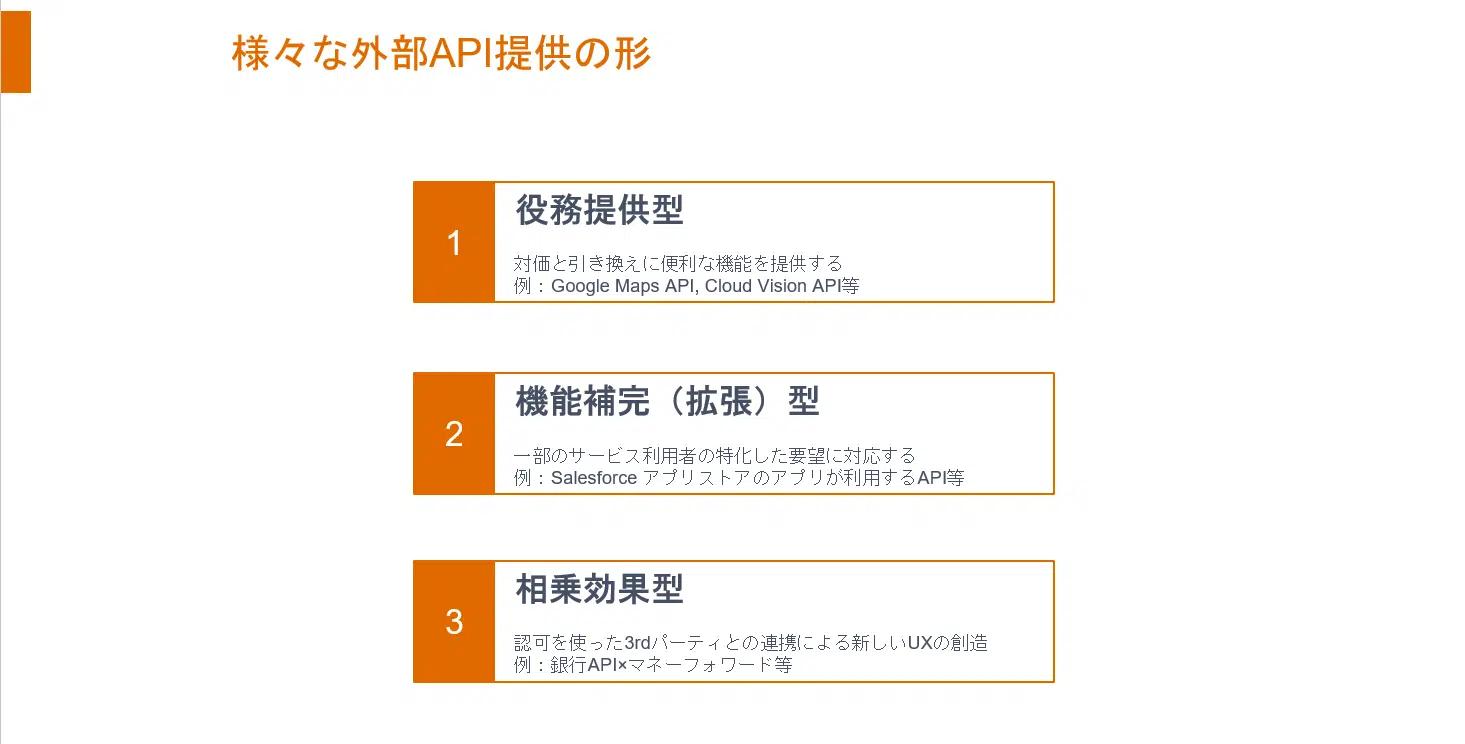 様々な外部API提供の形
1
役務提供型
対価と引き換えに便利な機能を提供する
例：Google Maps API, Cloud Vision API等
2
機能補完（拡張）型
一部のサービス利用者の特化した要望に対応する
例：Salesforce アプリストアのアプリが利用するAPI等
3
相乗効果型
認可を使った3rdパーティとの連携による新しいUXの創造
例：銀行API×マネーフォワード等